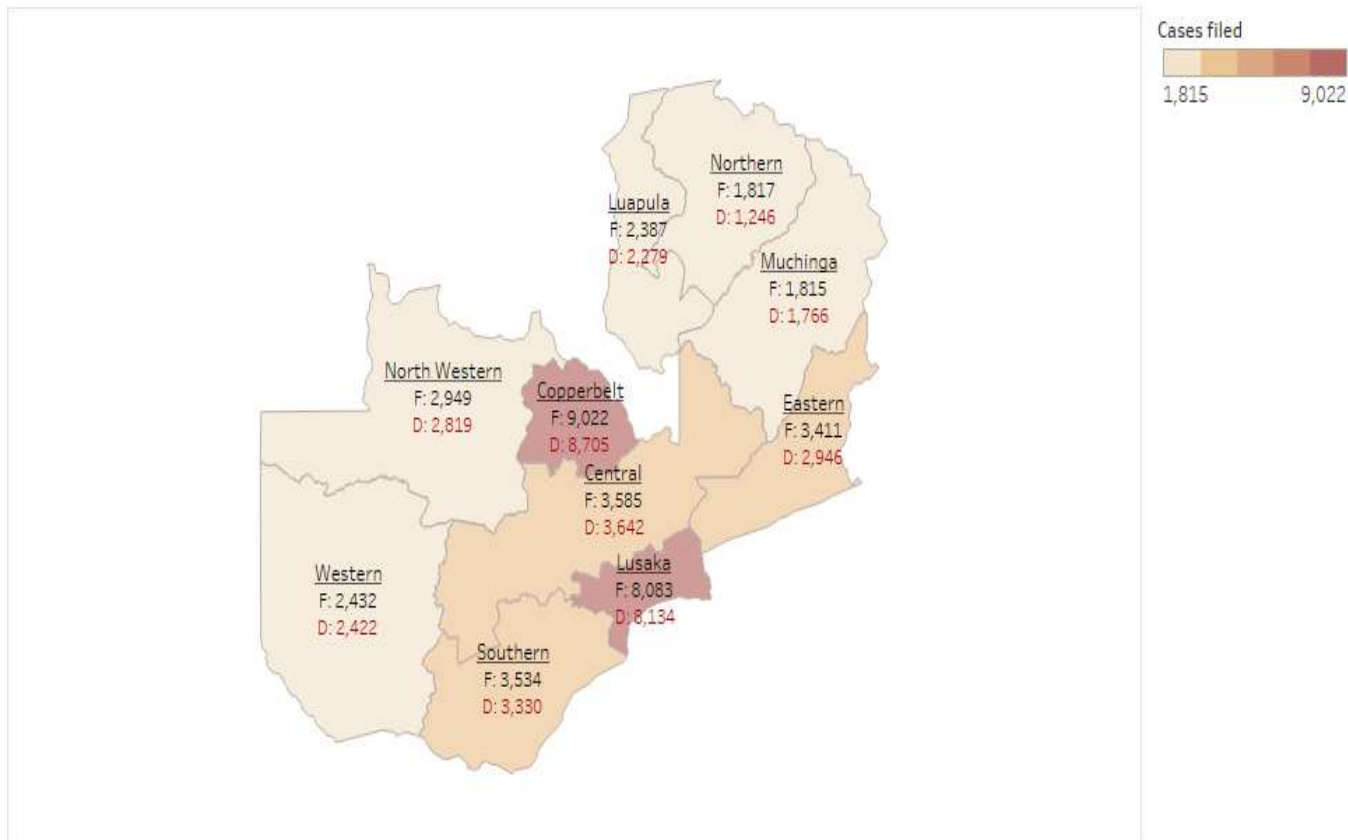 Cases filed
1,815 9,022
Northern
F: 1,817
D: 1,246
Luapula
F: 2,387
D: 2,279
Muchinga
F: 1,815
D: 1,766
North Western
F: 2,949
D: 2,819
Copperbelt
F: 9,022
D: 8,705
Eastern
F: 3,411
D: 2,946
Central
F: 3,585
D: 3,642
Lusaka
F: 8,083
D: 8,134
Western
F: 2,432
D: 2,422
Southern
F: 3,534
D: 3,330